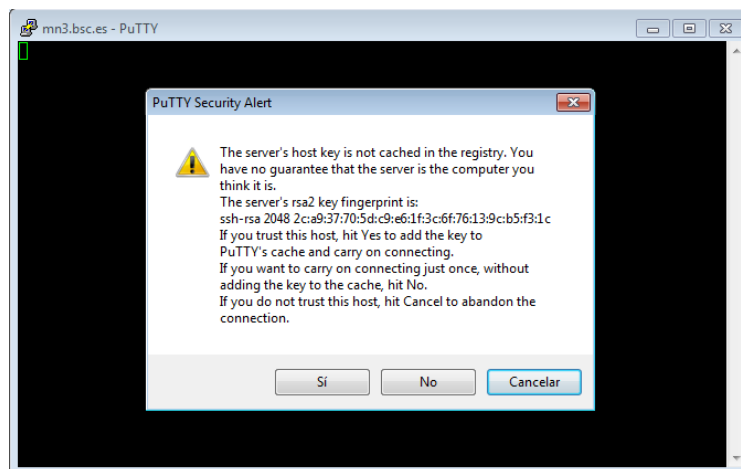 mn3.bsc.es - PuTTY
PuTTY Security Alert
The server's host key is not cached in the registry. You
have no guarantee that the server is the computer you
think it is.
The server's rsa2 key fingerprint is:
ssh-rsa 2048 2c:a9:37:70:5d:c9:e6:1f:3c:6f:76:13:9c:b5:f3:1c
If you trust this host, hit Yes to add the key to
PuTTY's cache and carry on connecting.
If you want to carry on connecting just once, without
adding the key to the cache, hit No.
If you do not trust this host, hit Cancel to abandon the
connection.
Sí No Cancelar